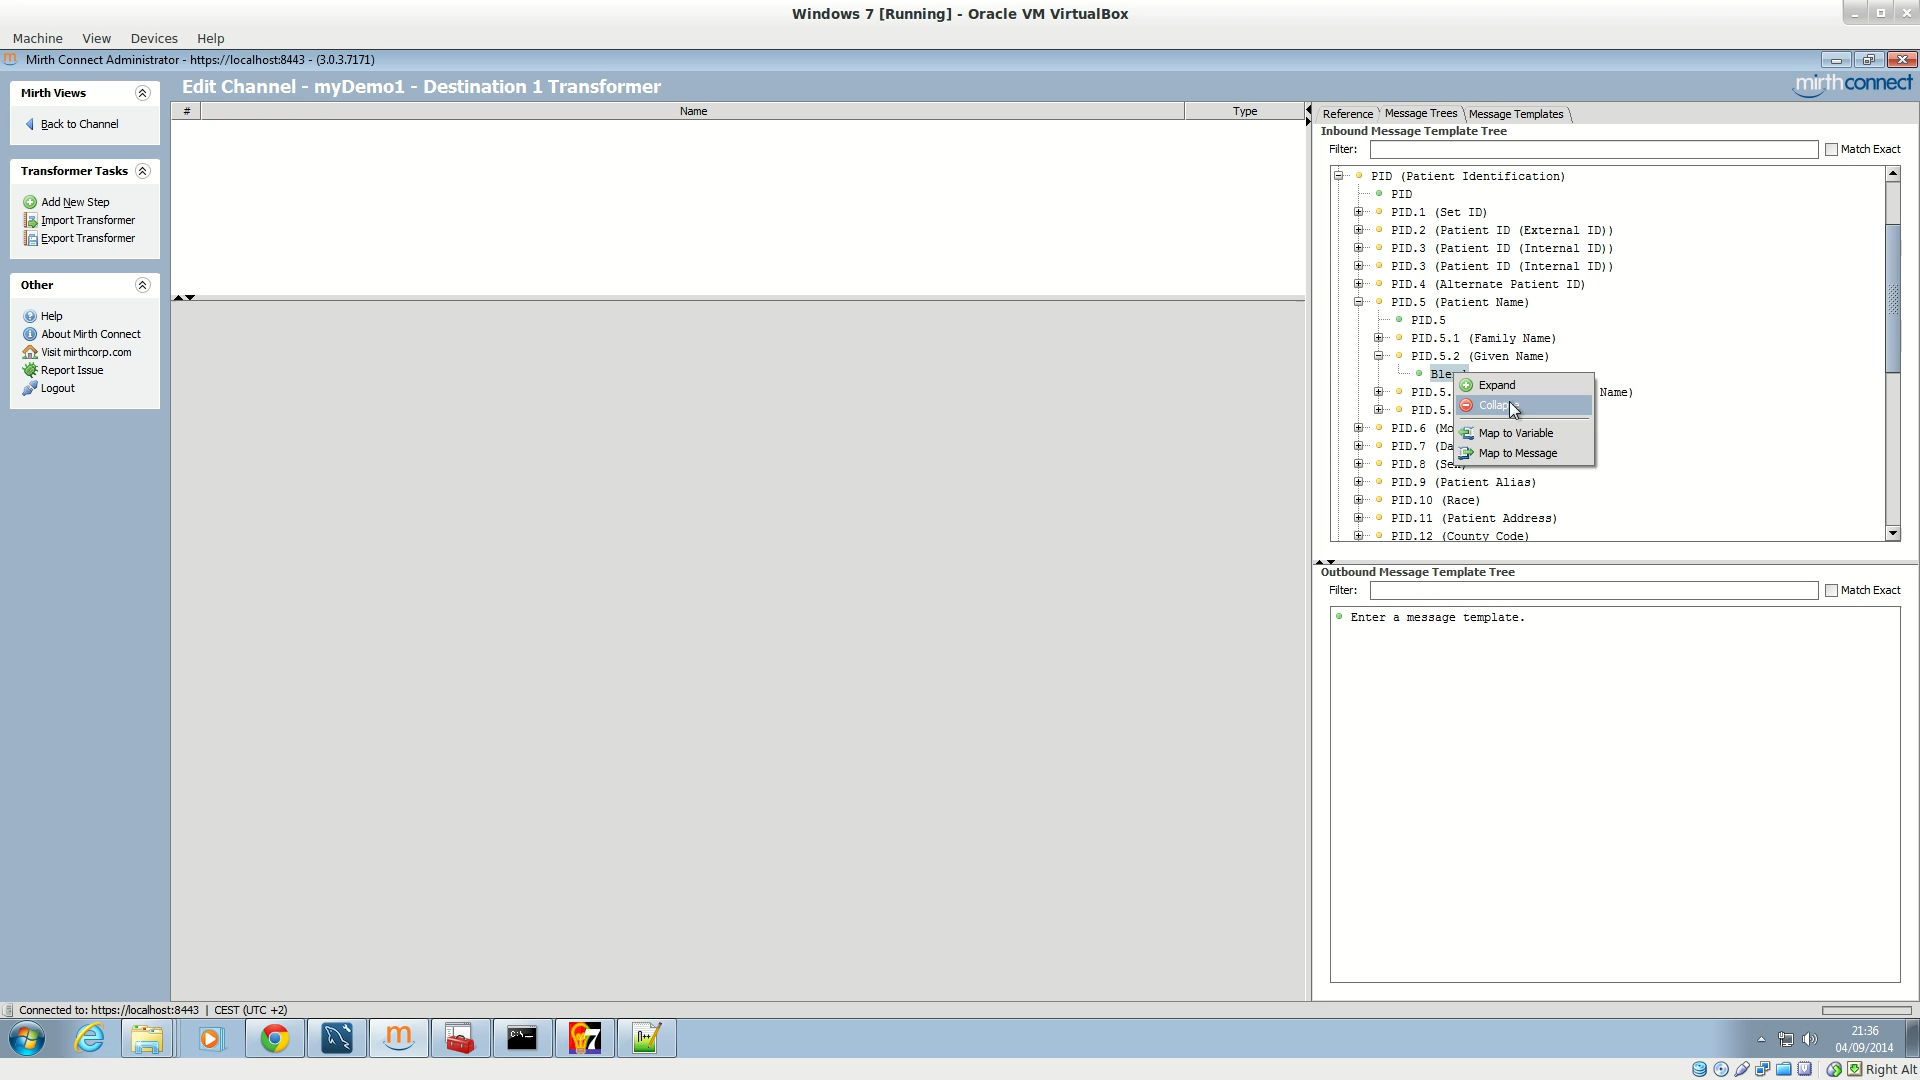 Windows 7 [Running] - Oracle VM VirtualBox
Machine View Devices Help
Mirth Connect Administrator - https://localhost:8443 - (3.0.3.7171)
Edit Channel - myDemo1 - Destination 1 Transformer
mirthconnect
Mirth Views
Back to Channel
Transformer Tasks
Add New Step
Import Transformer
Export Transformer
Other
Help
About Mirth Connect
Visit mirthcorp.com
Report Issue
Logout
# Name Type
Reference Message Trees Message Templates
Inbound Message Template Tree
Filter: Match Exact
PID (Patient Identification)
PID
PID.1 (Set ID)
PID.2 (Patient ID (External ID))
PID.3 (Patient ID (Internal ID))
PID.3 (Patient ID (Internal ID))
PID.4 (Alternate Patient ID)
PID.5 (Patient Name)
PID.5
PID.5.1 (Family Name)
PID.5.2 (Given Name)
PID.5. Name)
PID.5.
PID.6 (Mo
PID.7 (Da
PID.8 (Sex)
PID.9 (Patient Alias)
PID.10 (Race)
PID.11 (Patient Address)
PID.12 (County Code)
Expand
Collapse
Map to Variable
Map to Message
Outbound Message Template Tree
Filter: Match Exact
Enter a message template.
Connected to: https://localhost:8443 | CEST (UTC +2)
21:36
04/09/2014
Right Alt